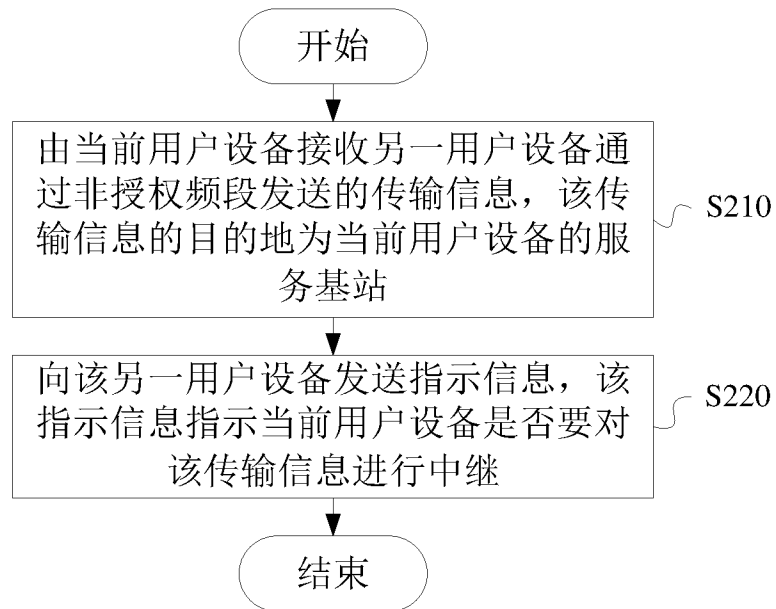 开始
由当前用户设备接收另一用户设备通
过非授权频段发送的传输信息，该传
输信息的目的地为当前用户设备的服
务基站
S210
向该另一用户设备发送指示信息，该
指示信息指示当前用户设备是否要对
该传输信息进行中继
S220
结束